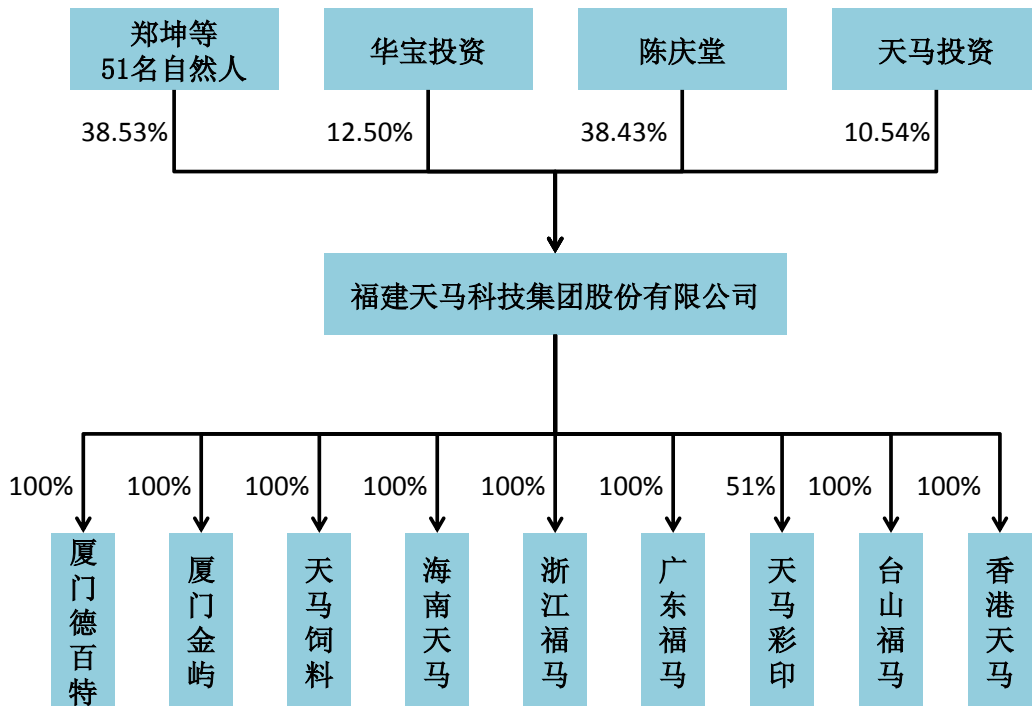 郑坤等
51名自然人
华宝投资
陈庆堂
天马投资
38.53%
12.50%
38.43%
10.54%
福建天马科技集团股份有限公司
100%
100%
100%
100%
100%
100%
51%
100%
100%
厦门德百特
厦门金屿
天马饲料
海南天马
浙江福马
广东福马
天马彩印
台山福马
香港天马